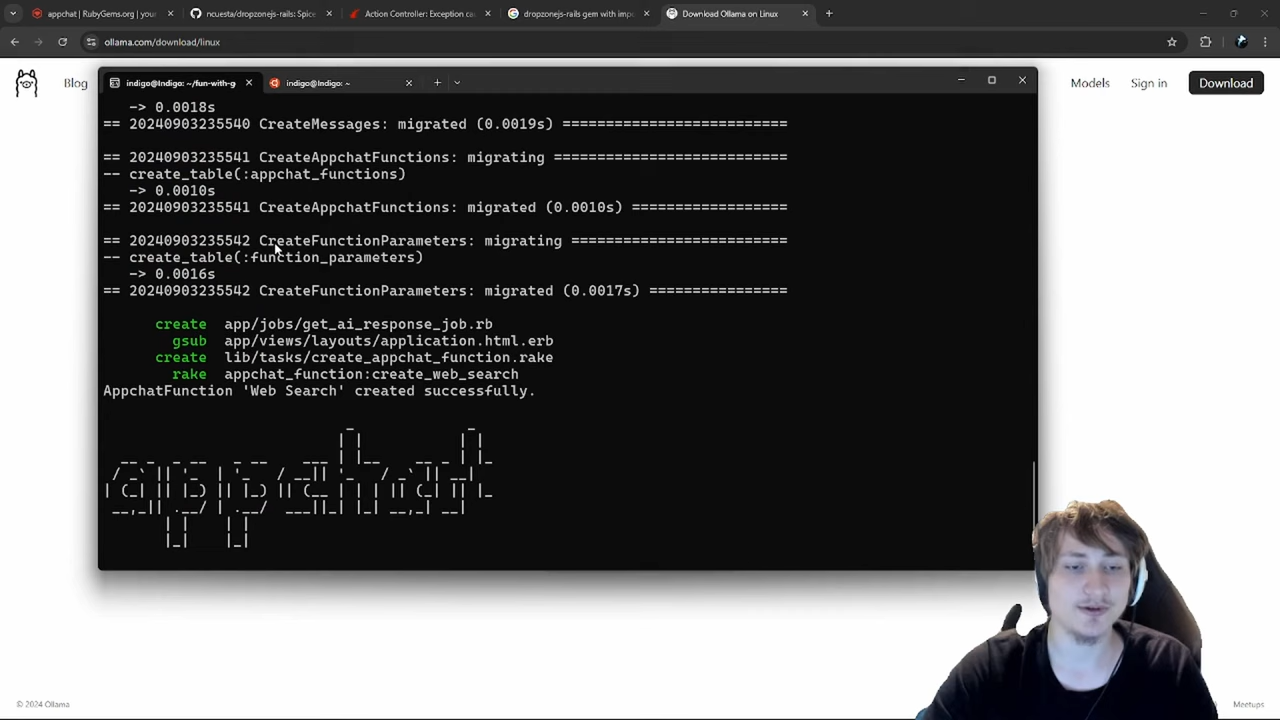 appchat | RubyGems.org | your
ncuesta/dropzonejs-rails: Spice
Action Controller: Exception ca
dropzonejs-rails gem with imp
Download Ollama on Linux
ollama.com/download/linux
Blog
Models
Sign in
Download
indigo@Indigo: ~/fun-with-g
indigo@Indigo: ~
-> 0.0018s
== 20240903235540 CreateMessages: migrated (0.0019s) ==========================
== 20240903235541 CreateAppchatFunctions: migrating ===========================
-- create_table(:appchat_functions)
-> 0.0010s
== 20240903235541 CreateAppchatFunctions: migrated (0.0010s) ==================
== 20240903235542 CreateFunctionParameters: migrating =========================
-- create_table(:function_parameters)
-> 0.0016s
== 20240903235542 CreateFunctionParameters: migrated (0.0017s) ================
create app/jobs/get_ai_response_job.rb
gsub app/views/layouts/application.html.erb
create lib/tasks/create_appchat_function.rake
rake appchat_function:create_web_search
AppchatFunction 'Web Search' created successfully.
appchat
© 2024 Ollama
Meetups